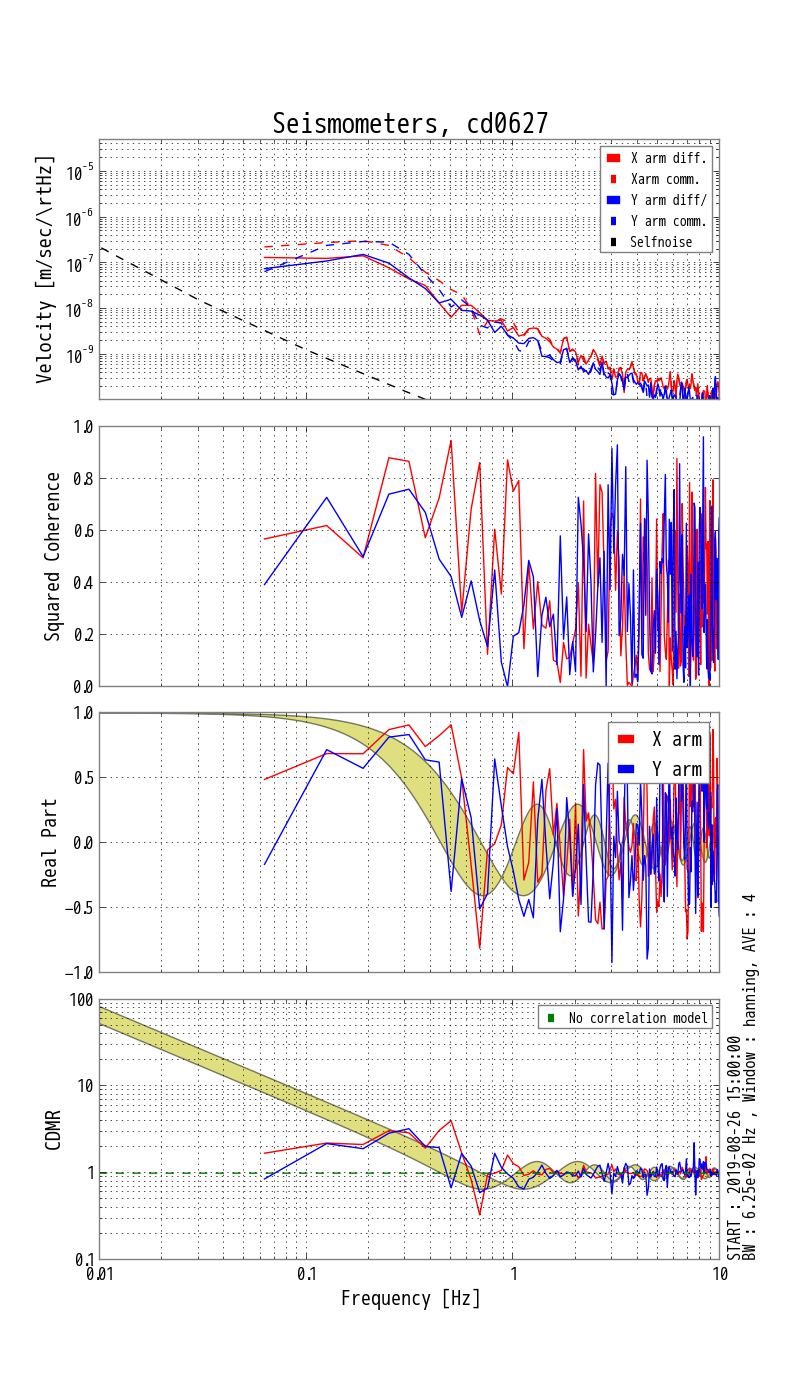 Seismometers, cd0627
Velocity [m/sec/\rtHz]
10^-5
10^-6
10^-7
10^-8
10^-9
X arm diff.
Xarm comm.
Y arm diff/
Y arm comm.
Selfnoise
Squared Coherence
1.0
0.8
0.6
0.4
0.2
0.0
Real Part
0.5
0.0
−0.5
−1.0
X arm
Y arm
CDMR
100
10
1
0.1
No correlation model
0.01
0.1
1
10
Frequency [Hz]
START : 2019-08-26 15:00:00
BW : 6.25e-02 Hz , Window : hanning, AVE : 4